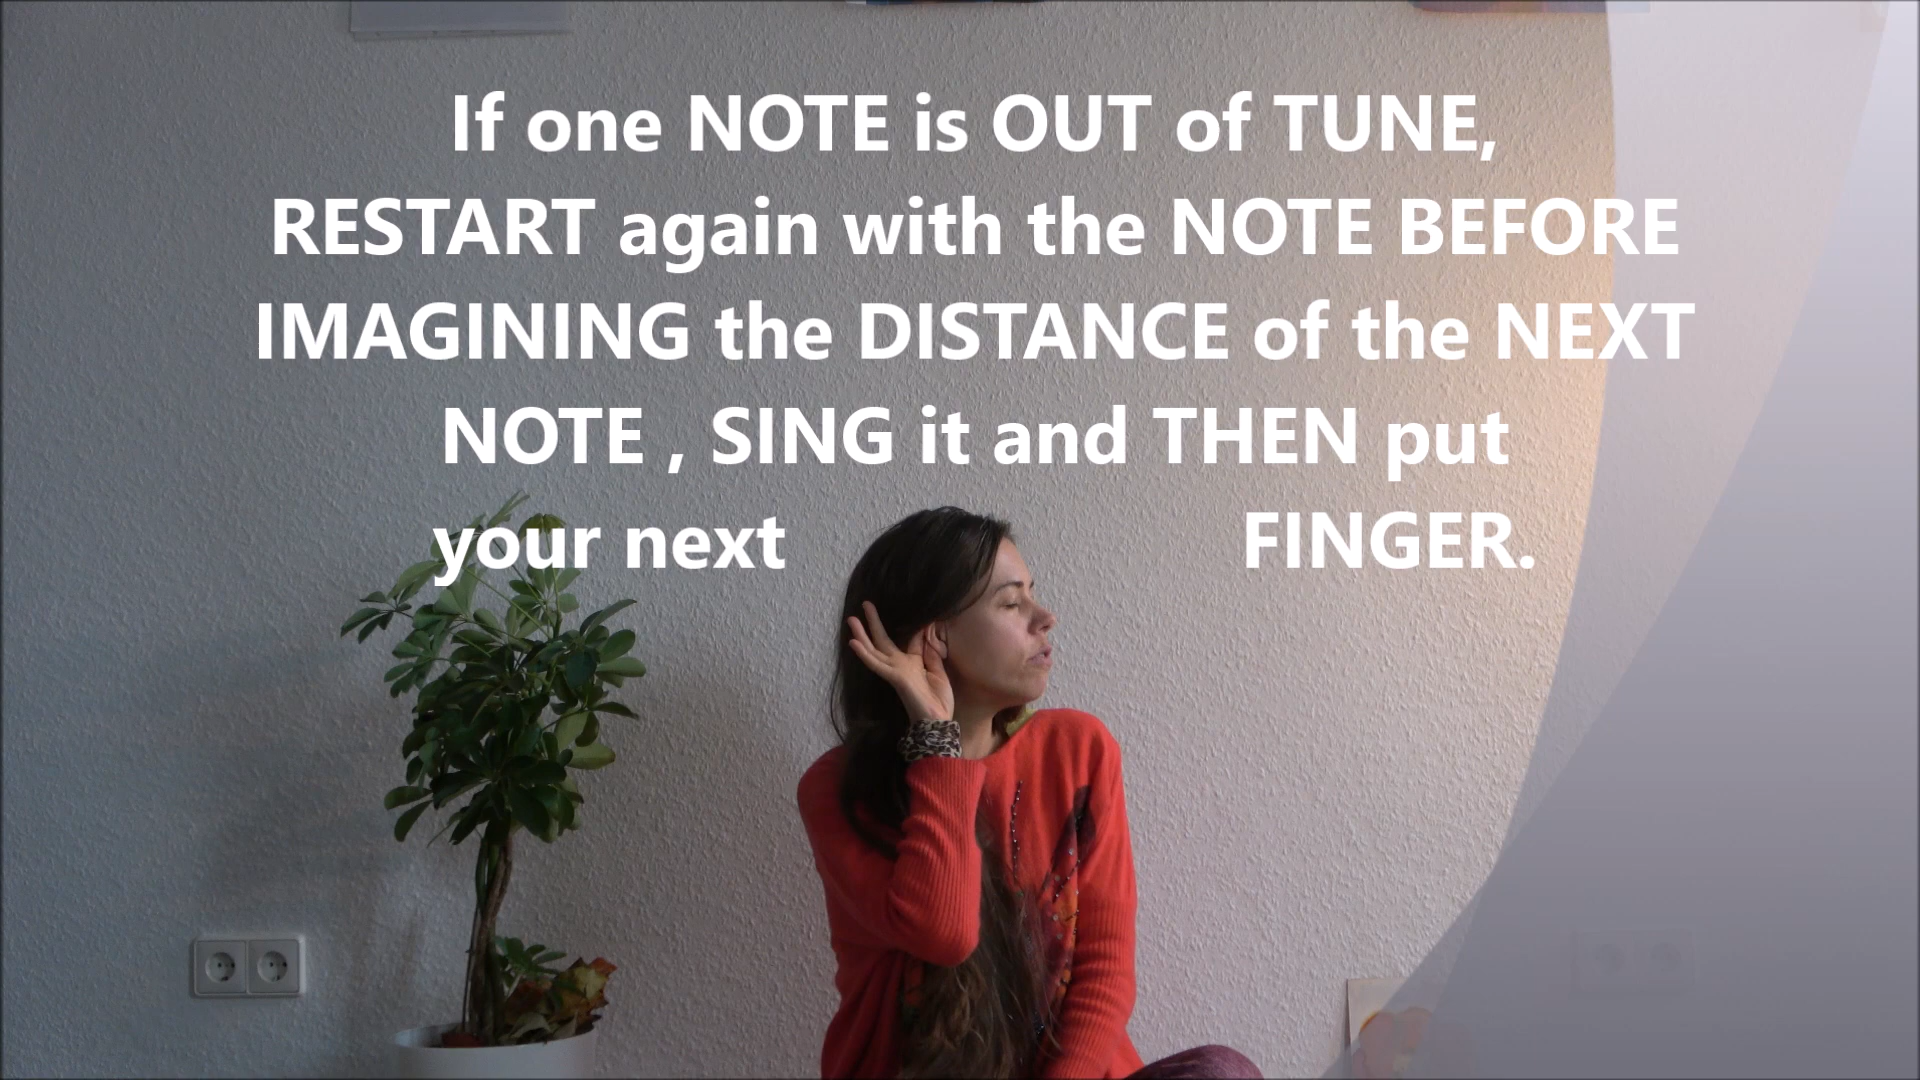 If one NOTE is OUT of TUNE,
RESTART again with the NOTE BEFORE
IMAGINING the DISTANCE of the NEXT
NOTE , SING it and THEN put
your next FINGER.